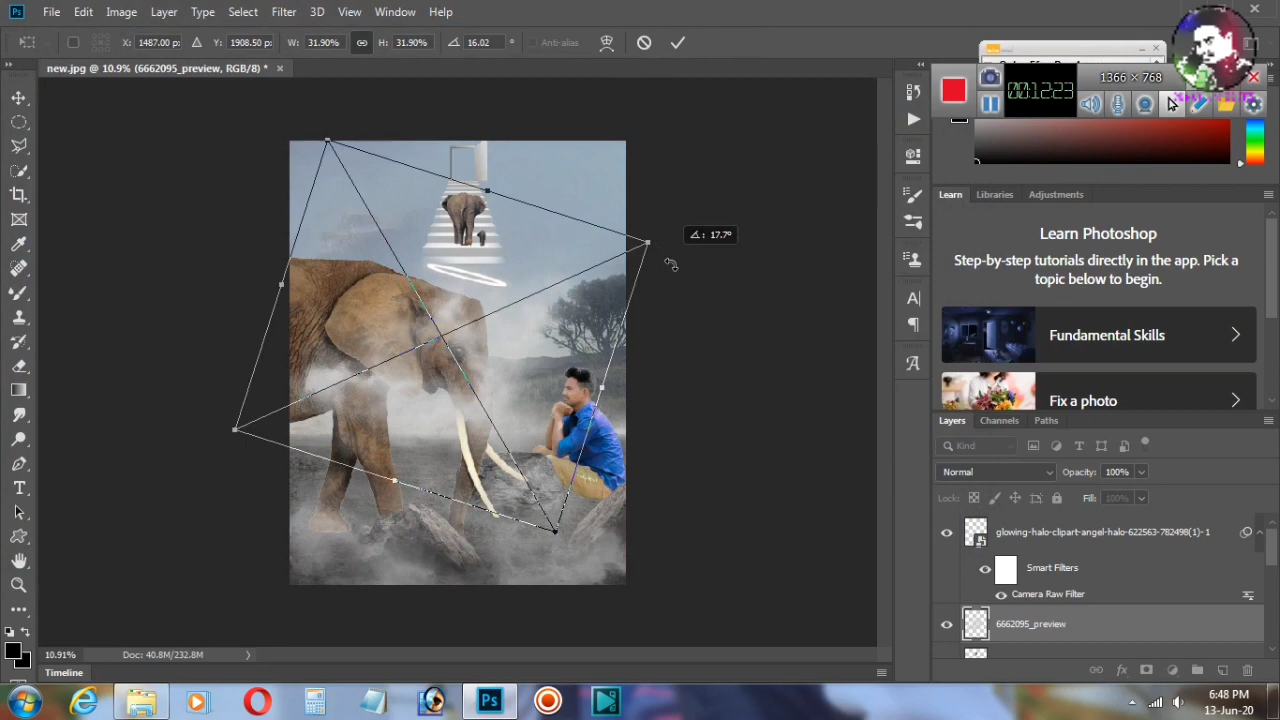 Ps File Edit Image Layer Type Select Filter 3D View Window Help
X: 1487.00 p: Y: 1908.50 p: W: 31.90% H: 31.90% 16.02 ° Anti-alias
new.jpg @ 10.9% (6662095_preview, RGB/8) * ×
00:12:23
1366 × 768
: 17.7°
Learn Libraries Adjustments
Learn Photoshop
Step-by-step tutorials directly in the app. Pick a
topic below to begin.
Fundamental Skills
Fix a photo
Layers Channels Paths
Kind
Normal Opacity: 100%
Lock: Fill: 100%
glowing-halo-clipart-angel-halo-622563-782498(1)-1
Smart Filters
Camera Raw Filter
6662095_preview
10.91% Doc: 40.8M/232.8M
Timeline
Ps
6:48 PM
13-Jun-20